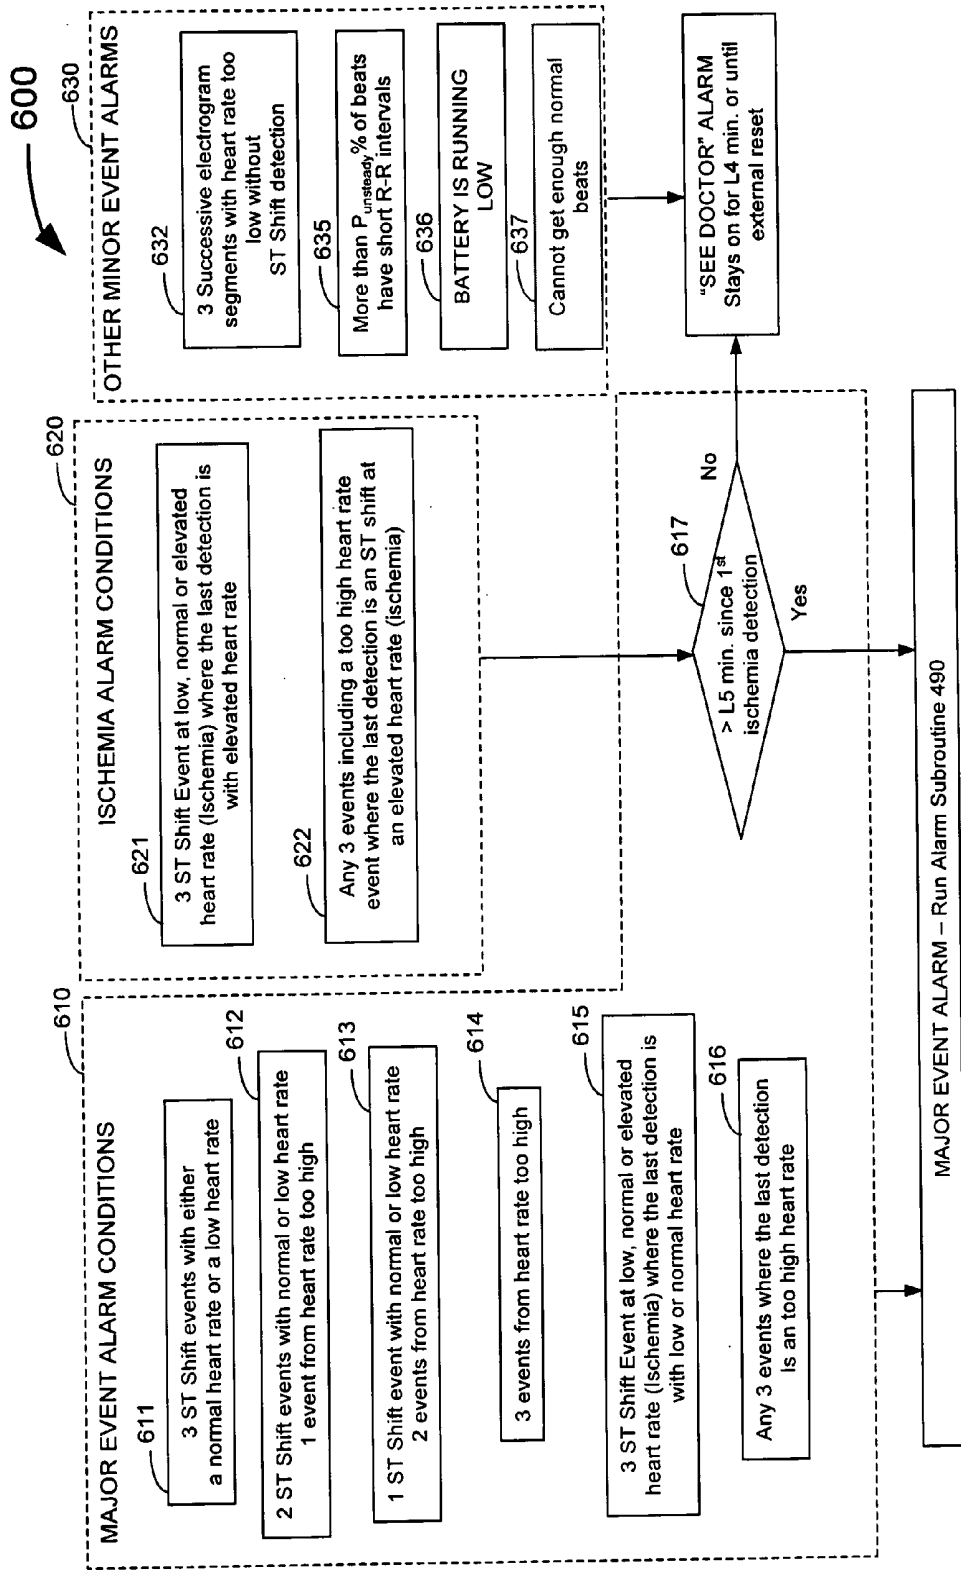 600
610
MAJOR EVENT ALARM CONDITIONS
611
3 ST Shift events with either
a normal heart rate or a low heart rate
612
2 ST Shift events with normal or low heart rate
1 event from heart rate too high
613
1 ST Shift event with normal or low heart rate
2 events from heart rate too high
614
3 events from heart rate too high
615
3 ST Shift Event at low, normal or elevated
heart rate (Ischemia) where the last detection is
with low or normal heart rate
616
Any 3 events where the last detection
Is an too high heart rate
620
ISCHEMIA ALARM CONDITIONS
621
3 ST Shift Event at low, normal or elevated
heart rate (Ischemia) where the last detection is
with elevated heart rate
622
Any 3 events including a too high heart rate
event where the last detection is an ST shift at
an elevated heart rate (ischemia)
617
> L5 min. since 1st
ischemia detection
No
Yes
630
OTHER MINOR EVENT ALARMS
632
3 Successive electrogram
segments with heart rate too
low without
ST Shift detection
635
More than Punsteady% of beats
have short R-R intervals
636
BATTERY IS RUNNING
LOW
637
Cannot get enough normal
beats
"SEE DOCTOR" ALARM
Stays on for L4 min. or until
external reset
MAJOR EVENT ALARM – Run Alarm Subroutine 490